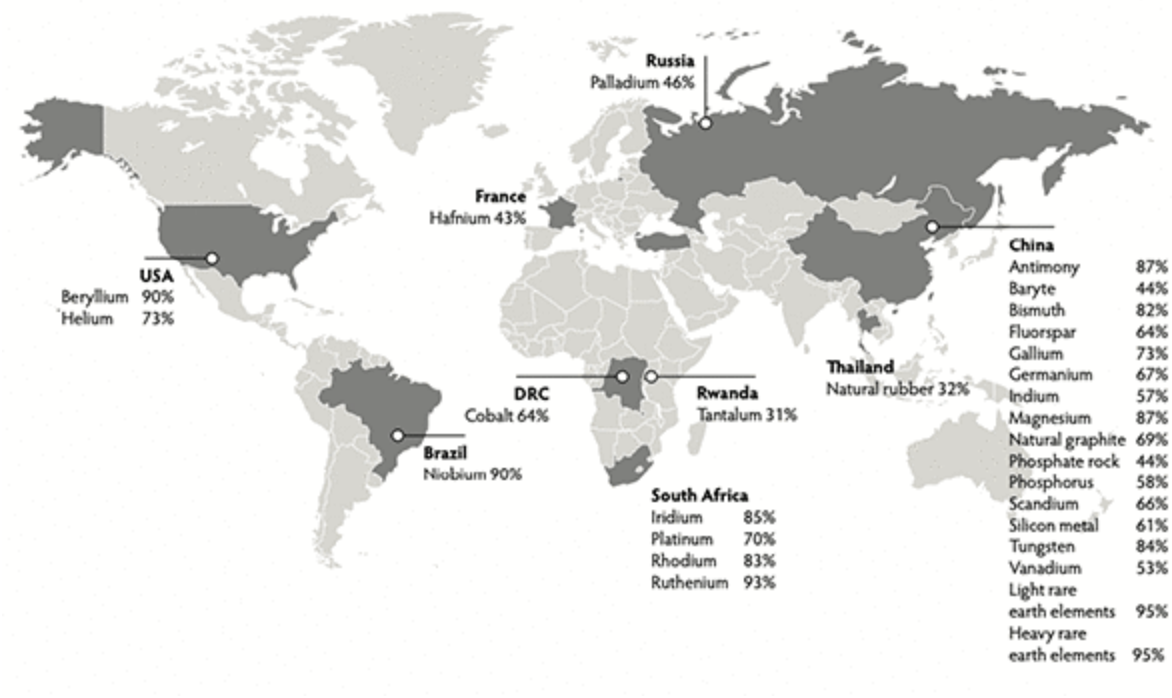 Russia
Palladium 46%
France
Hafnium 43%
USA
Beryllium 90%
Helium 73%
China
Antimony 87%
Baryte 44%
Bismuth 82%
Fluorspar 64%
Gallium 73%
Germanium 67%
Indium 57%
Magnesium 87%
Natural graphite 69%
Phosphate rock 44%
Phosphorus 58%
Scandium 66%
Silicon metal 61%
Tungsten 84%
Vanadium 53%
Light rare
earth elements 95%
Heavy rare
earth elements 95%
Thailand
Natural rubber 32%
DRC
Cobalt 64%
Rwanda
Tantalum 31%
Brazil
Niobium 90%
South Africa
Iridium 85%
Platinum 70%
Rhodium 83%
Ruthenium 93%